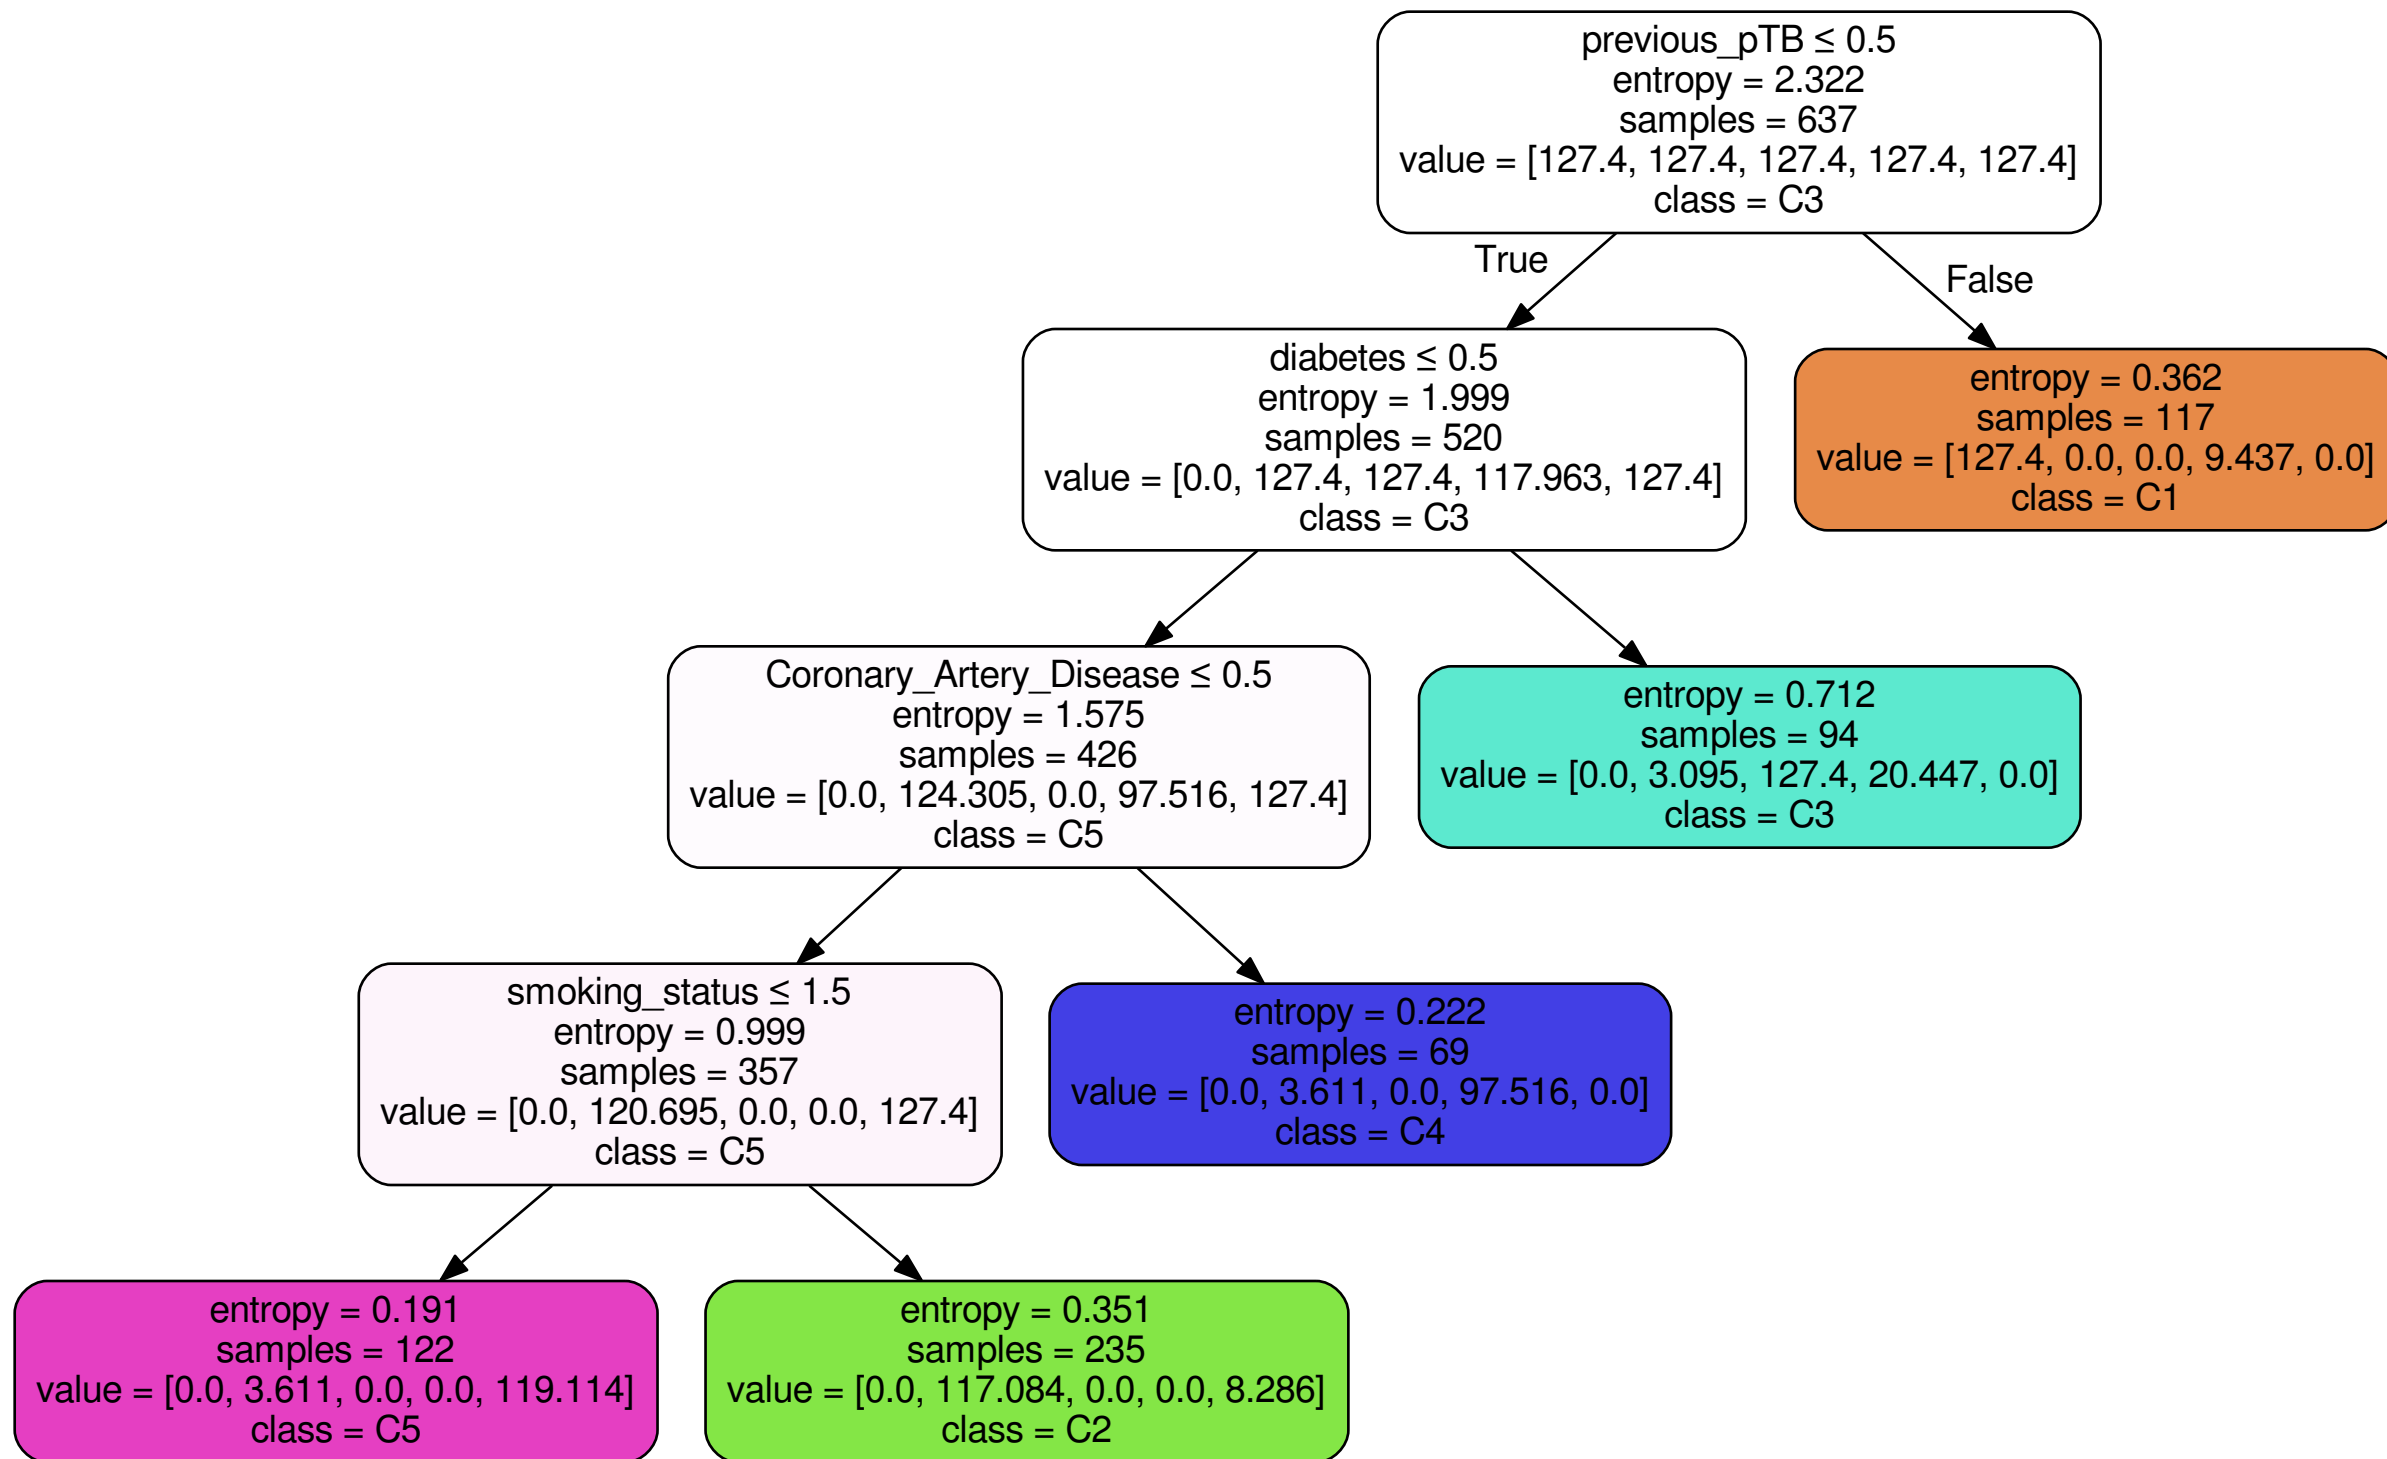 previous_pTB ≤ 0.5
entropy = 2.322
samples = 637
value = [127.4, 127.4, 127.4, 127.4, 127.4]
class = C3
True
False
diabetes ≤ 0.5
entropy = 1.999
samples = 520
value = [0.0, 127.4, 127.4, 117.963, 127.4]
class = C3
entropy = 0.362
samples = 117
value = [127.4, 0.0, 0.0, 9.437, 0.0]
class = C1
Coronary_Artery_Disease ≤ 0.5
entropy = 1.575
samples = 426
value = [0.0, 124.305, 0.0, 97.516, 127.4]
class = C5
entropy = 0.712
samples = 94
value = [0.0, 3.095, 127.4, 20.447, 0.0]
class = C3
smoking_status ≤ 1.5
entropy = 0.999
samples = 357
value = [0.0, 120.695, 0.0, 0.0, 127.4]
class = C5
entropy = 0.222
samples = 69
value = [0.0, 3.611, 0.0, 97.516, 0.0]
class = C4
entropy = 0.191
samples = 122
value = [0.0, 3.611, 0.0, 0.0, 119.114]
class = C5
entropy = 0.351
samples = 235
value = [0.0, 117.084, 0.0, 0.0, 8.286]
class = C2